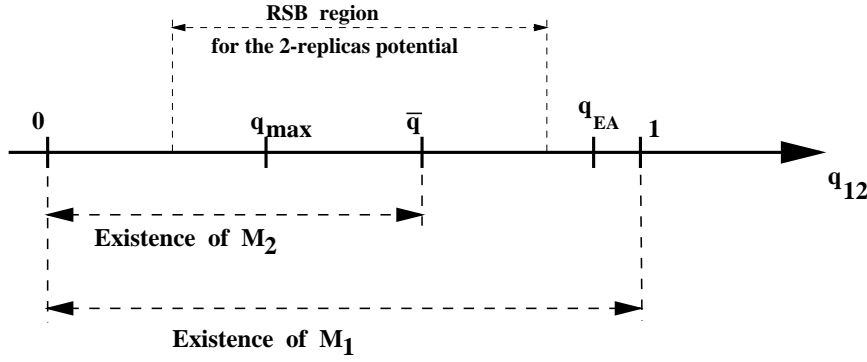 RSB region
for the 2-replicas potential
0
q_max
q̅
q_EA
1
q_12
Existence of M_2
Existence of M_1